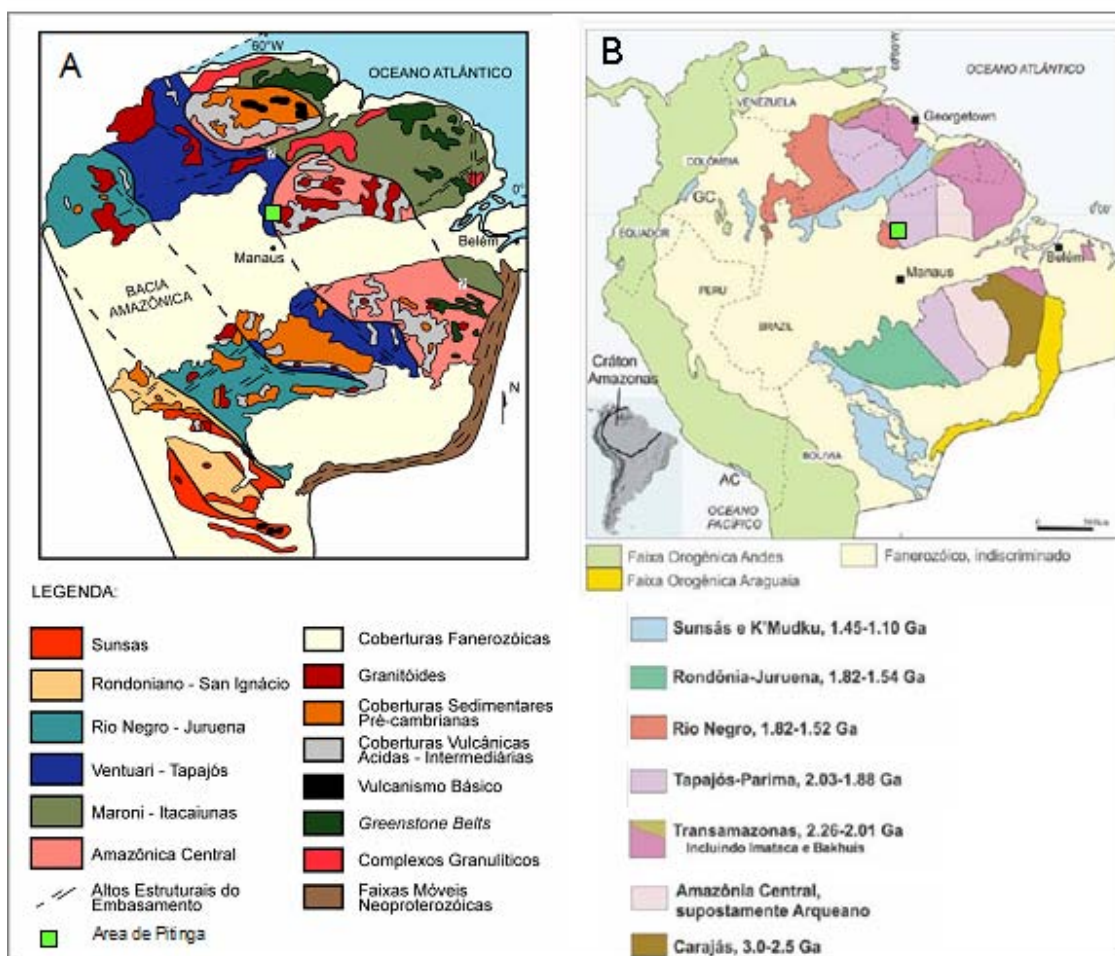 A
60°W
OCEANO ATLÂNTICO
0°
Belém
Manaus
BACIA
AMAZÔNICA
N
LEGENDA:
Sunsas
Rondoniano - San Ignácio
Rio Negro - Juruena
Ventuari - Tapajós
Maroni - Itacaiunas
Amazônica Central
Altos Estruturais do
Embasamento
Area de Pitinga
Coberturas Fanerozóicas
Granitóides
Coberturas Sedimentares
Pré-cambrianas
Coberturas Vulcânicas
Ácidas - Intermediárias
Vulcanismo Básico
Greenstone Belts
Complexos Granulíticos
Faixas Móveis
Neoproterozóicas
B
OCEANO ATLÂNTICO
VENEZUELA
Georgetown
COLÔMBIA
GC
EQUADOR
Belém
Manaus
PERU
BRAZIL
Cráton
Amazonas
BOLIVIA
AC
OCEANO
PACÍFICO
Faixa Orogênica Andes
Fanerozóico, indiscriminado
Faixa Orogênica Araguaia
Sunsás e K'Mudku, 1.45-1.10 Ga
Rondônia-Juruena, 1.82-1.54 Ga
Rio Negro, 1.82-1.52 Ga
Tapajós-Parima, 2.03-1.88 Ga
Transamazonas, 2.26-2.01 Ga
Incluindo Imataca e Bakhuis
Amazônia Central,
supostamente Arqueano
Carajás, 3.0-2.5 Ga